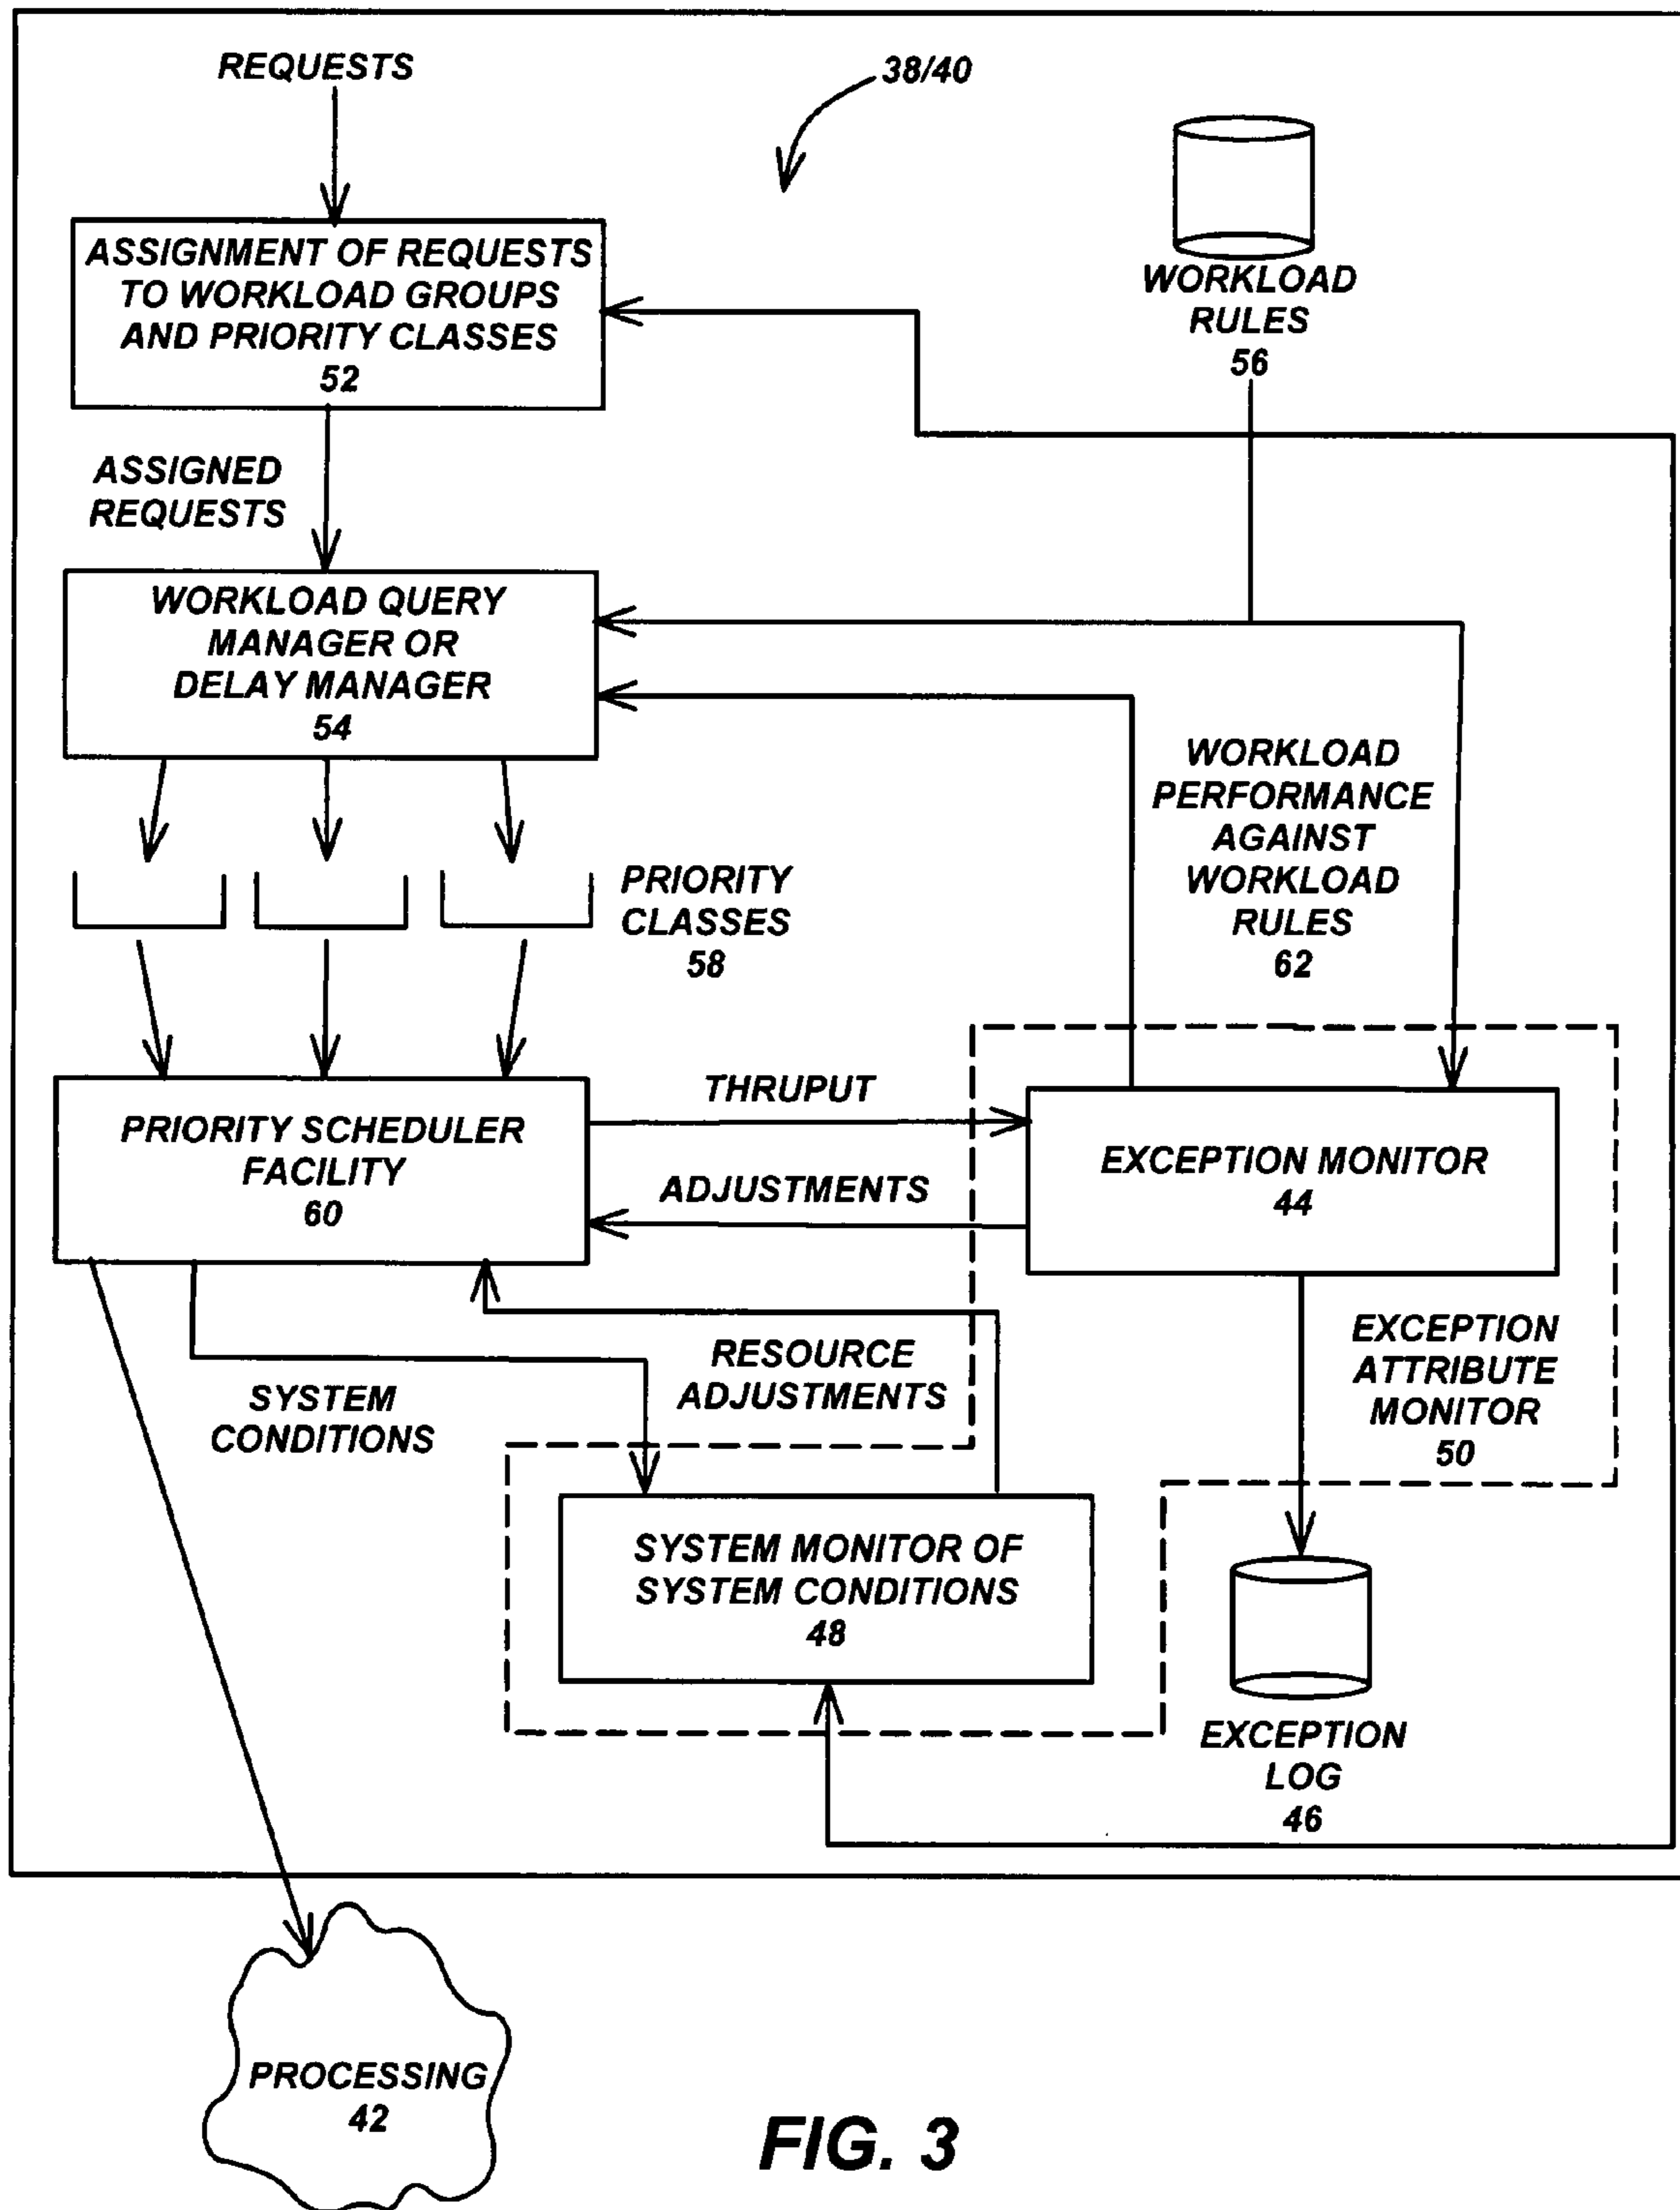 REQUESTS
38/40
ASSIGNMENT OF REQUESTS
TO WORKLOAD GROUPS
AND PRIORITY CLASSES
52
WORKLOAD
RULES
56
ASSIGNED
REQUESTS
WORKLOAD QUERY
MANAGER OR
DELAY MANAGER
54
WORKLOAD
PERFORMANCE
AGAINST
WORKLOAD
RULES
62
PRIORITY
CLASSES
58
THRUPUT
PRIORITY SCHEDULER
FACILITY
60
ADJUSTMENTS
EXCEPTION MONITOR
44
RESOURCE
ADJUSTMENTS
EXCEPTION
ATTRIBUTE
MONITOR
50
SYSTEM
CONDITIONS
SYSTEM MONITOR OF
SYSTEM CONDITIONS
48
EXCEPTION
LOG
46
PROCESSING
42
FIG. 3